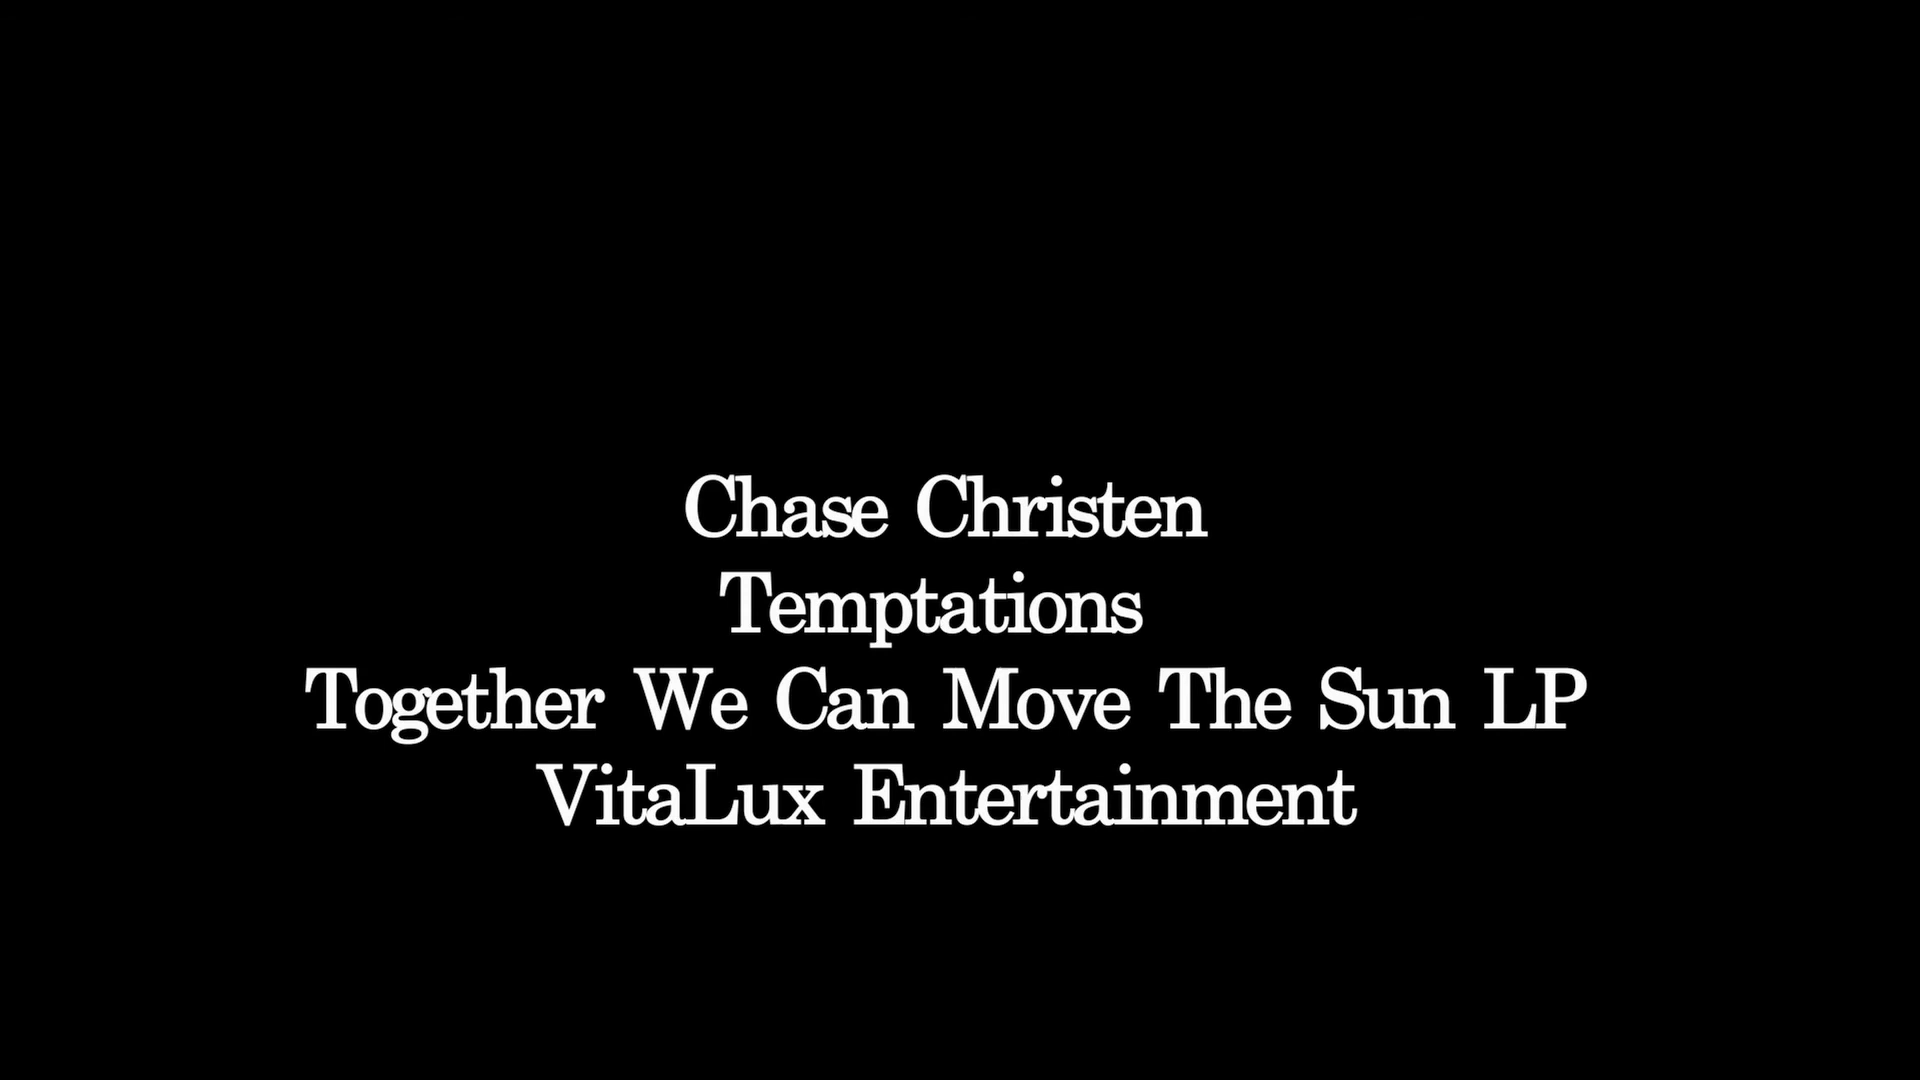 Chase Christen
Temptations
Together We Can Move The Sun LP
VitaLux Entertainment